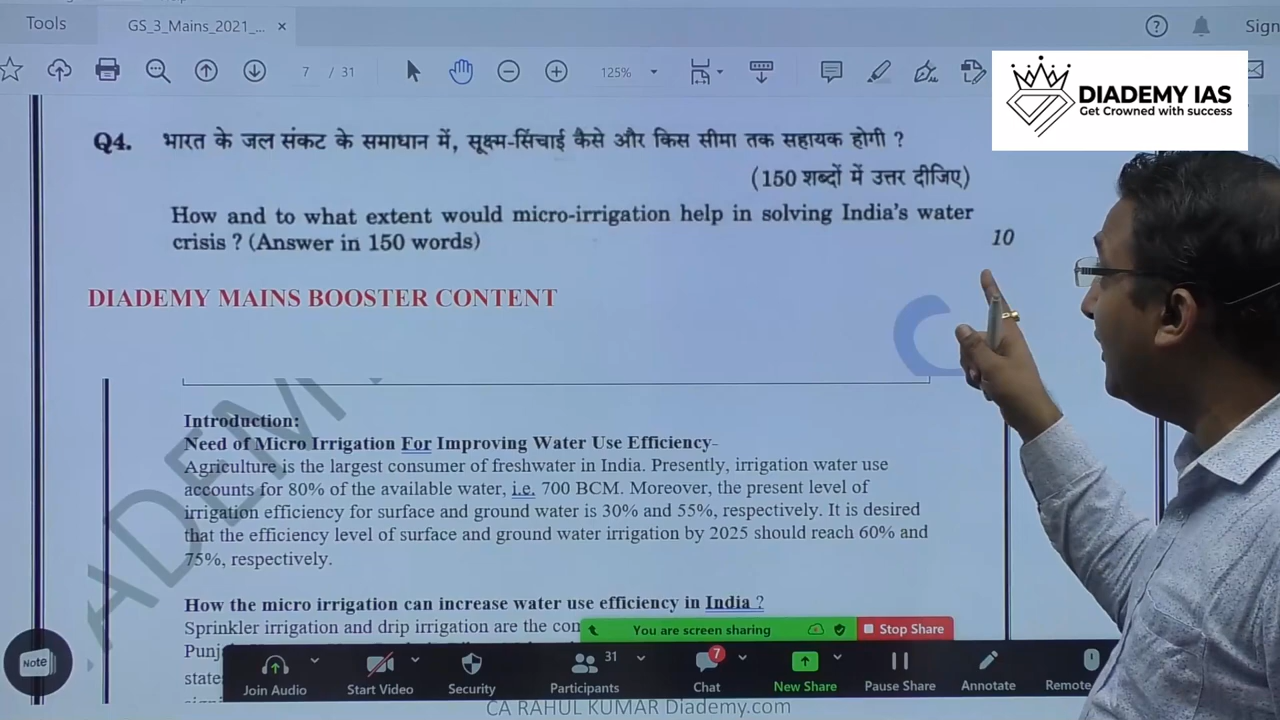 Tools
GS_3_Mains_2021_... ×
Sign
7 / 31
125%
DIADEMY IAS
Get Crowned with success
Q4. भारत के जल संकट के समाधान में, सूक्ष्म-सिंचाई कैसे और किस सीमा तक सहायक होगी ?
(150 शब्दों में उत्तर दीजिए)
How and to what extent would micro-irrigation help in solving India's water
crisis ? (Answer in 150 words)
10
DIADEMY MAINS BOOSTER CONTENT
Introduction:
Need of Micro Irrigation For Improving Water Use Efficiency-
Agriculture is the largest consumer of freshwater in India. Presently, irrigation water use
accounts for 80% of the available water, i.e. 700 BCM. Moreover, the present level of
irrigation efficiency for surface and ground water is 30% and 55%, respectively. It is desired
that the efficiency level of surface and ground water irrigation by 2025 should reach 60% and
75%, respectively.
How the micro irrigation can increase water use efficiency in India ?
Sprinkler irrigation and drip irrigation are the
You are screen sharing
Stop Share
Note
Join Audio
Start Video
Security
Participants
31
Chat
7
New Share
Pause Share
Annotate
Remote
CA RAHUL KUMAR Diademy.com